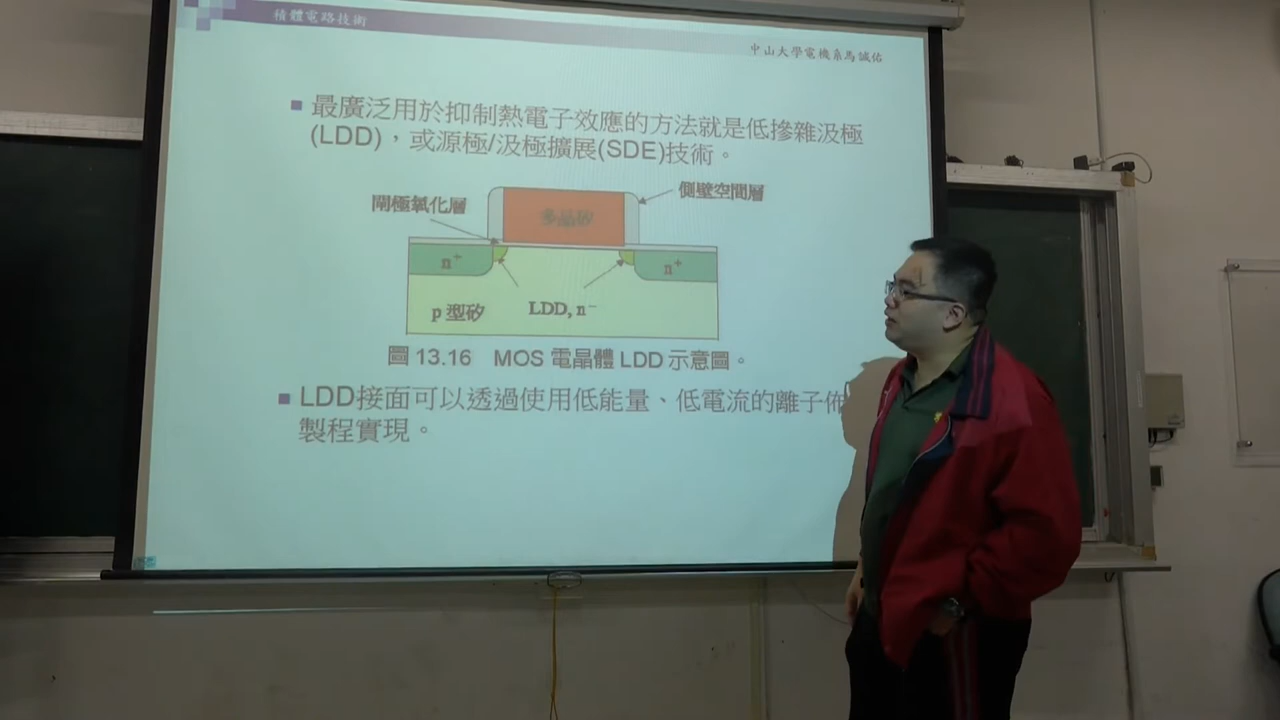 積體電路技術
中山大學電機系馬誠佑
■ 最廣泛用於抑制熱電子效應的方法就是低摻雜汲極
(LDD)，或源極/汲極擴展(SDE)技術。
閘極氧化層
側壁空間層
多晶矽
n+
n+
p 型矽
LDD, n−
圖 13.16 MOS 電晶體 LDD 示意圖。
■ LDD接面可以透過使用低能量、低電流的離子佈
製程實現。